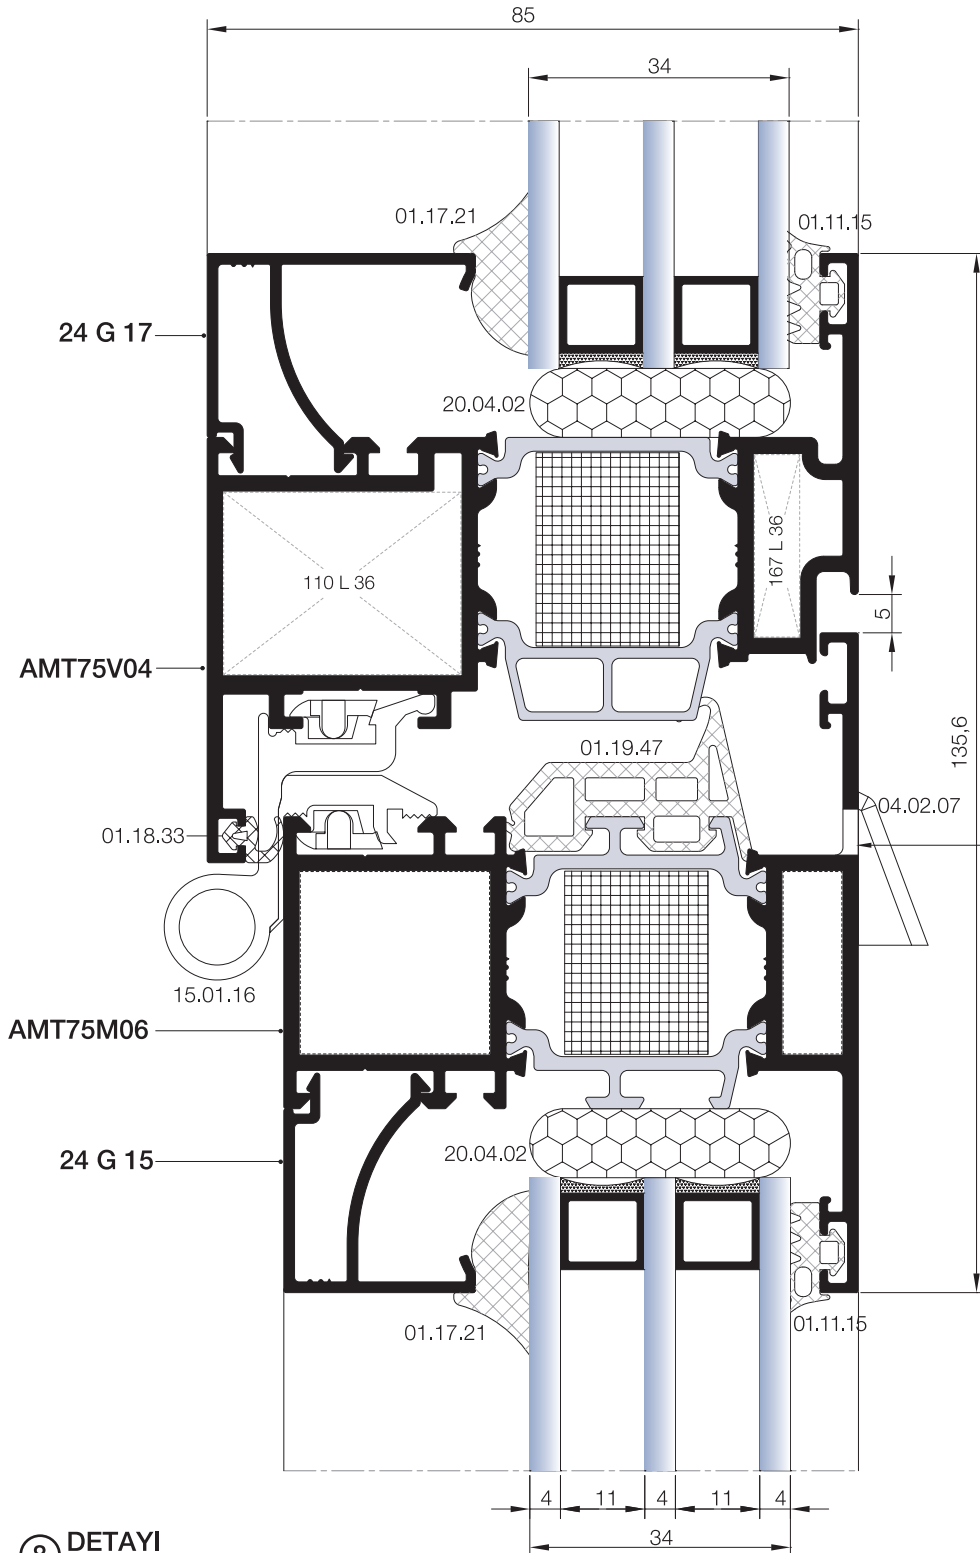 85
34
01.17.21
01.11.15
24 G 17
20.04.02
110 L 36
167 L 36
5
AMT75V04
135,6
01.19.47
04.02.07
01.18.33
15.01.16
AMT75M06
20.04.02
24 G 15
01.17.21
01.11.15
4 11 4 11 4
34
8 DETAYI